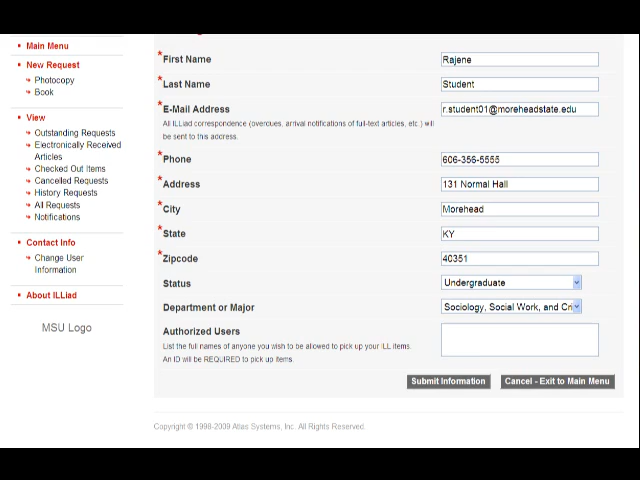 Main Menu
New Request
Photocopy
Book
View
Outstanding Requests
Electronically Received
Articles
Checked Out Items
Cancelled Requests
History Requests
All Requests
Notifications
Contact Info
Change User
Information
About ILLiad
MSU Logo
*First Name Rajene
*Last Name Student
*E-Mail Address r.student01@moreheadstate.edu
All ILLiad correspondence (overdues, arrival notifications of full-text articles, etc.) will
be sent to this address.
*Phone 606-356-5555
*Address 131 Normal Hall
*City Morehead
*State KY
*Zipcode 40351
Status Undergraduate
Department or Major Sociology, Social Work, and Cri
Authorized Users
List the full names of anyone you wish to be allowed to pick up your ILL items.
An ID will be REQUIRED to pick up items.
Submit Information Cancel - Exit to Main Menu
Copyright © 1998-2009 Atlas Systems, Inc. All Rights Reserved.